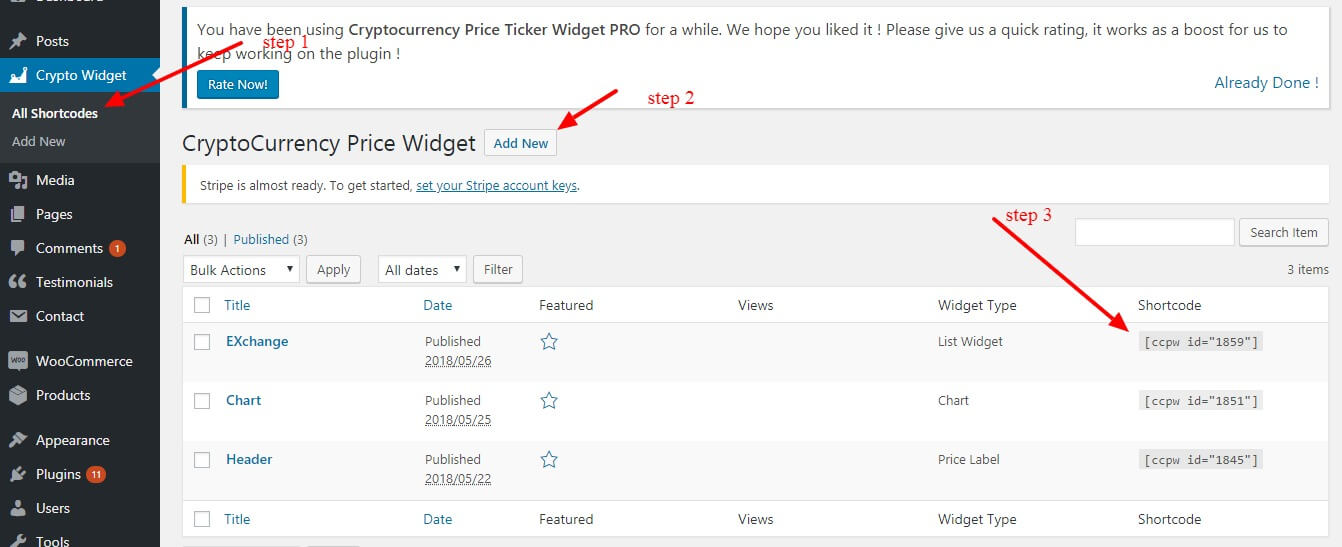 Dashboard
Posts
Crypto Widget
All Shortcodes
Add New
Media
Pages
Comments 1
Testimonials
Contact
WOO WooCommerce
Products
Appearance
Plugins 11
Users
Tools
You have been using Cryptocurrency Price Ticker Widget PRO for a while. We hope you liked it ! Please give us a quick rating, it works as a boost for us to
keep working on the plugin !
Rate Now!
Already Done !
step 1
step 2
CryptoCurrency Price Widget Add New
Stripe is almost ready. To get started, set your Stripe account keys.
step 3
All (3) | Published (3)
Search Item
Bulk Actions Apply All dates Filter
3 items
Title Date Featured Views Widget Type Shortcode
EXchange Published List Widget [ccpw id="1859"]
2018/05/26
Chart Published Chart [ccpw id="1851"]
2018/05/25
Header Published Price Label [ccpw id="1845"]
2018/05/22
Title Date Featured Views Widget Type Shortcode